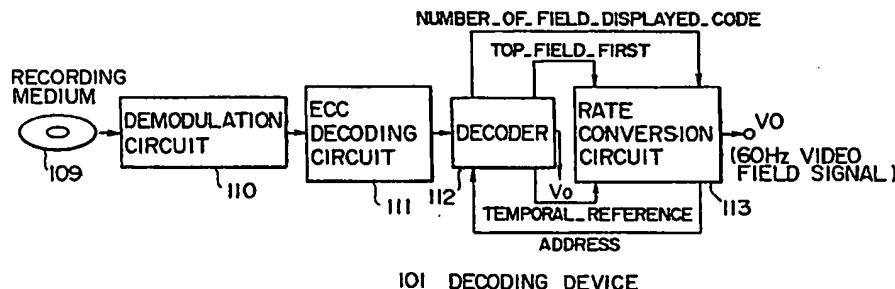 NUMBER_OF_FIELD_DISPLAYED_CODE
TOP_FIELD_FIRST
RECORDING
MEDIUM
109
DEMODULATION
CIRCUIT
110
ECC
DECODING
CIRCUIT
111
DECODER
112
Vo
RATE
CONVERSION
CIRCUIT
113
VO
(60Hz VIDEO
FIELD SIGNAL)
TEMPORAL_REFERENCE
ADDRESS
101 DECODING DEVICE